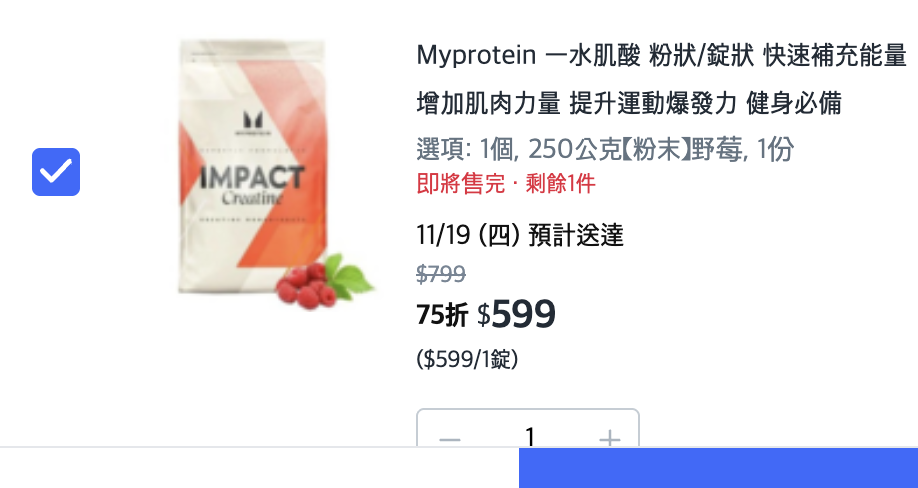 Myprotein 一水肌酸 粉狀/錠狀 快速補充能量
增加肌肉力量 提升運動爆發力 健身必備
選項: 1個, 250公克【粉末】野莓, 1份
即將售完 · 剩餘1件
11/19 (四) 預計送達
$799
75折 $599
($599/1錠)
1
IMPACT
Creatine